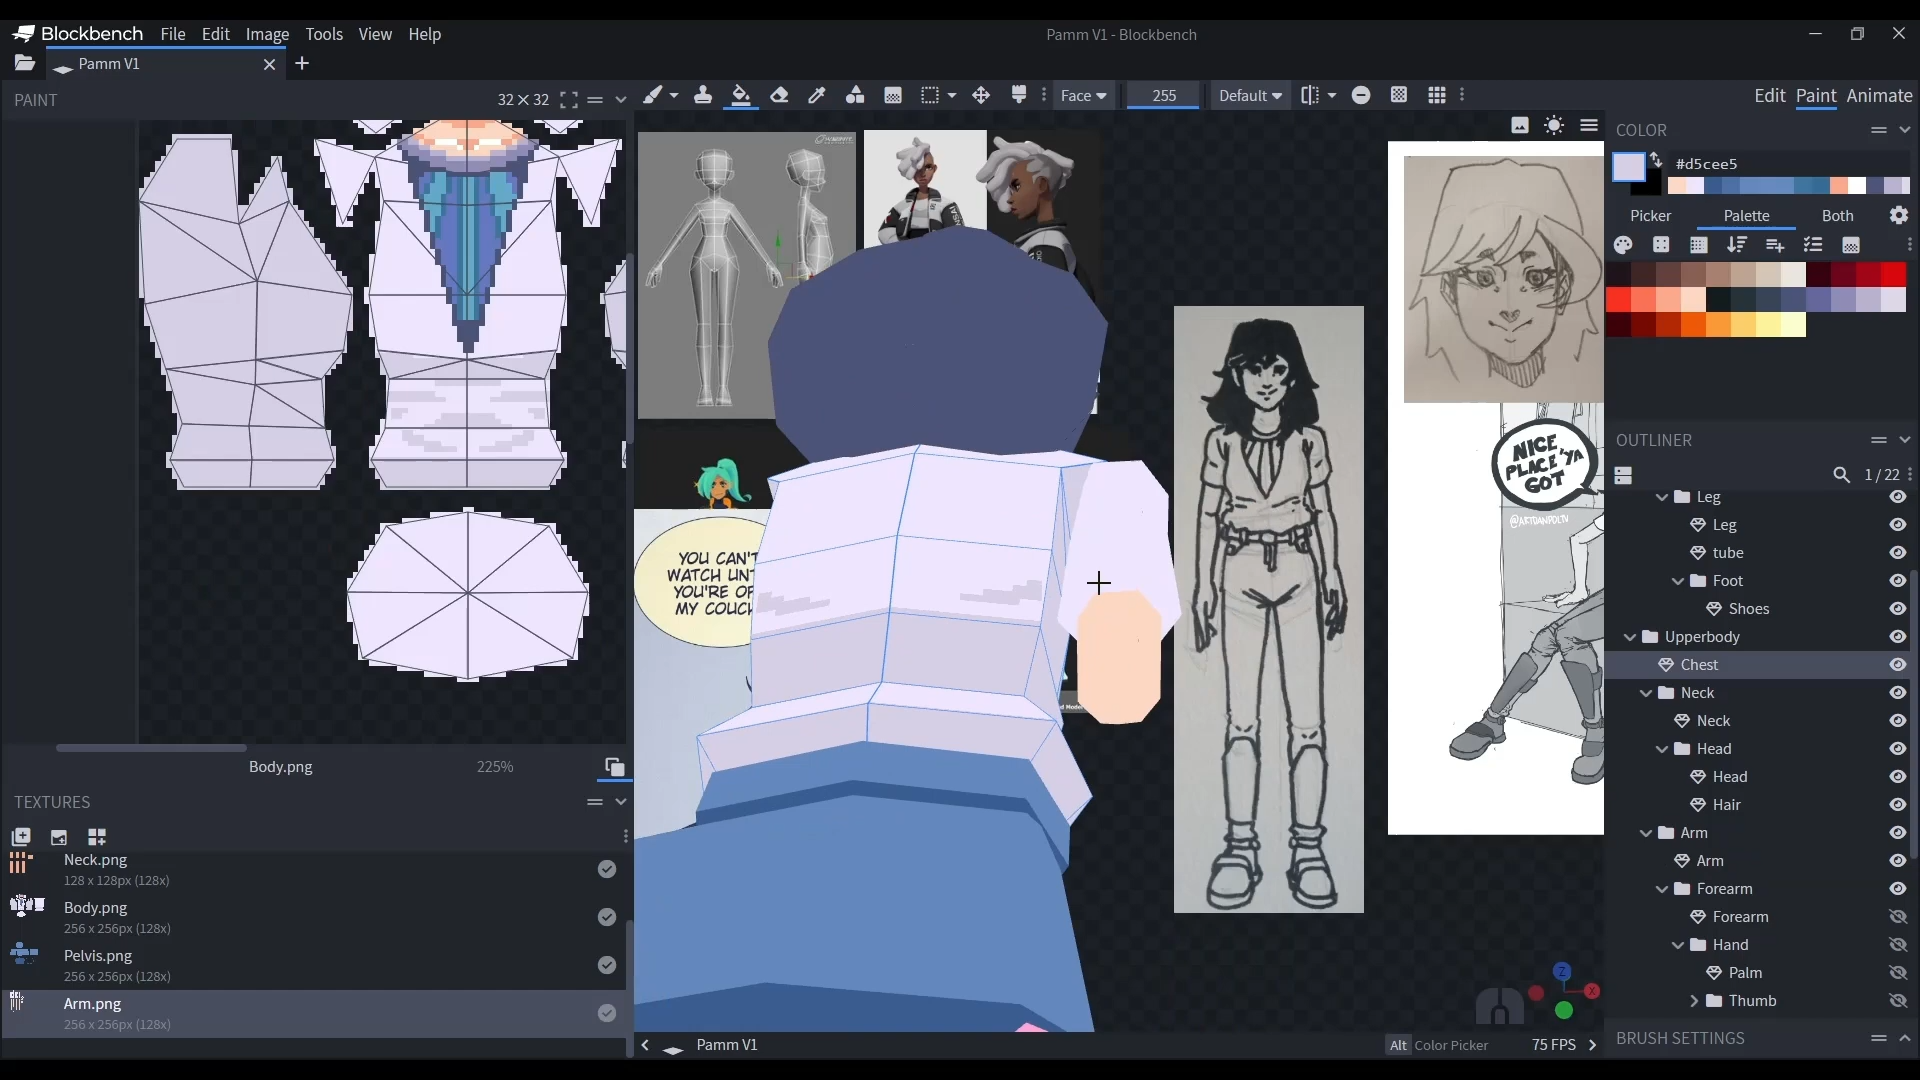 Blockbench File Edit Image Tools View Help
Pamm V1 - Blockbench
Pamm V1
PAINT 32 × 32
Face 255 Default
Edit Paint Animate
COLOR
#d5cee5
Picker Palette Both
YOU CAN'T
WATCH UNT
YOU'RE OF
MY COUCH
NICE
PLACE 'YA
GOT
@ARTDANPOLTV
OUTLINER
1 / 22
Leg
Leg
tube
Foot
Shoes
Upperbody
Chest
Neck
Neck
Head
Head
Hair
Arm
Arm
Forearm
Forearm
Hand
Palm
Thumb
BRUSH SETTINGS
Body.png 225%
TEXTURES
Neck.png
128 x 128px (128x)
Body.png
256 x 256px (128x)
Pelvis.png
256 x 256px (128x)
Arm.png
256 x 256px (128x)
Z
X
Pamm V1
Alt Color Picker 75 FPS